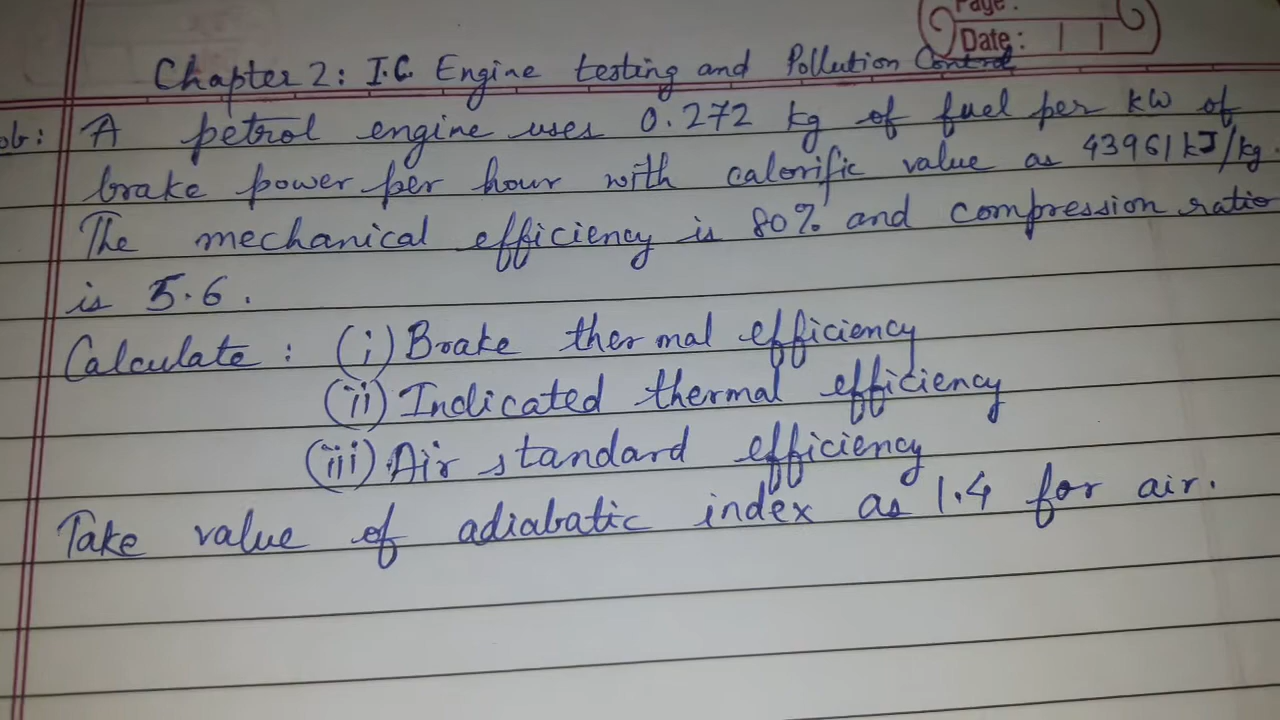 Page:
Date:
Chapter 2: I.C. Engine testing and Pollution Control
ob: A petrol engine uses 0.272 kg of fuel per kW of
brake power per hour with calorific value as 43961 kJ/kg.
The mechanical efficiency is 80% and compression ratio
is 5.6.
Calculate: (i) Brake thermal efficiency
(ii) Indicated thermal efficiency
(iii) Air standard efficiency
Take value of adiabatic index as 1.4 for air.